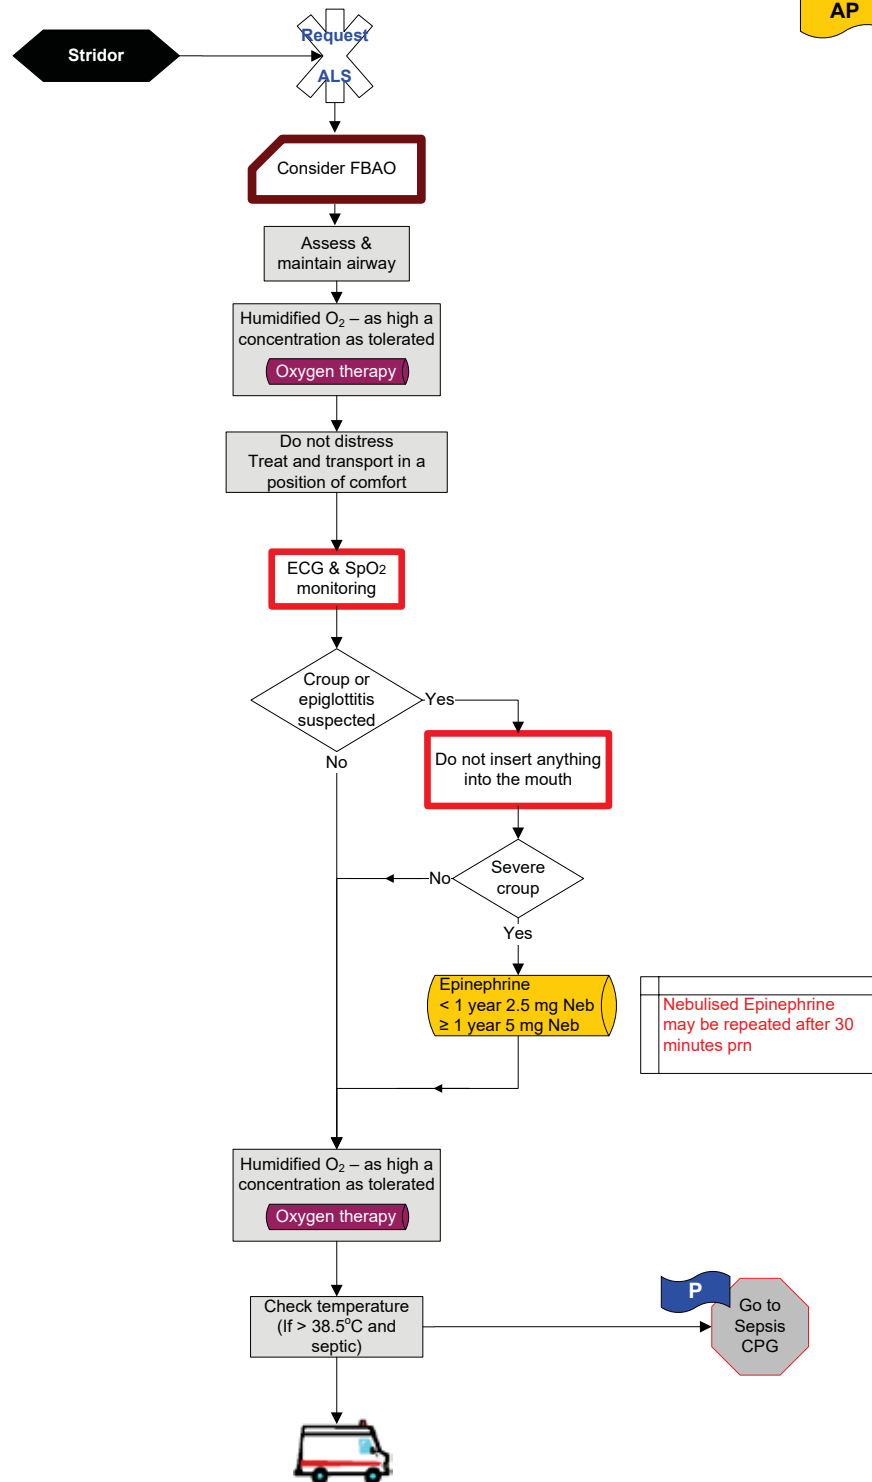 AP
Request
Stridor
ALS
Consider FBAO
Assess &
maintain airway
Humidified O₂ – as high a
concentration as tolerated
Oxygen therapy
Do not distress
Treat and transport in a
position of comfort
ECG & SpO2
monitoring
Croup or
epiglottitis
suspected
Yes
No
Do not insert anything
into the mouth
Severe
croup
No
Yes
Epinephrine
< 1 year 2.5 mg Neb
≥ 1 year 5 mg Neb
Nebulised Epinephrine
may be repeated after 30
minutes prn
Humidified O₂ – as high a
concentration as tolerated
Oxygen therapy
Check temperature
(If > 38.5°C and
septic)
P
Go to
Sepsis
CPG